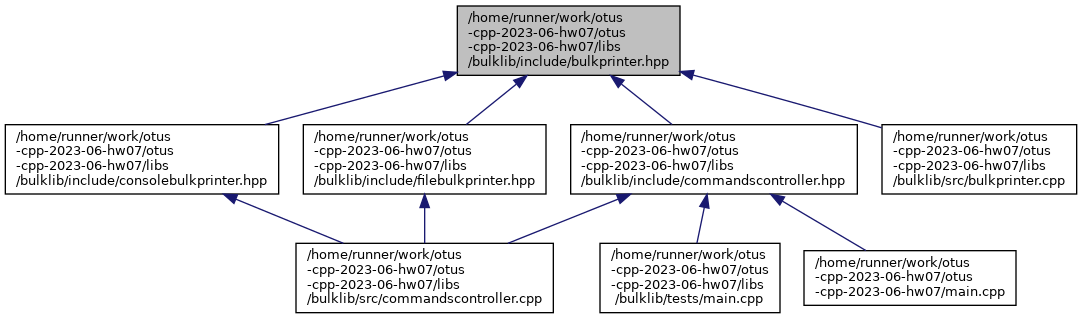 /home/runner/work/otus
-cpp-2023-06-hw07/otus
-cpp-2023-06-hw07/libs
/bulklib/include/bulkprinter.hpp
/home/runner/work/otus
-cpp-2023-06-hw07/otus
-cpp-2023-06-hw07/libs
/bulklib/include/consolebulkprinter.hpp
/home/runner/work/otus
-cpp-2023-06-hw07/otus
-cpp-2023-06-hw07/libs
/bulklib/include/filebulkprinter.hpp
/home/runner/work/otus
-cpp-2023-06-hw07/otus
-cpp-2023-06-hw07/libs
/bulklib/include/commandscontroller.hpp
/home/runner/work/otus
-cpp-2023-06-hw07/otus
-cpp-2023-06-hw07/libs
/bulklib/src/bulkprinter.cpp
/home/runner/work/otus
-cpp-2023-06-hw07/otus
-cpp-2023-06-hw07/libs
/bulklib/src/commandscontroller.cpp
/home/runner/work/otus
-cpp-2023-06-hw07/otus
-cpp-2023-06-hw07/libs
/bulklib/tests/main.cpp
/home/runner/work/otus
-cpp-2023-06-hw07/otus
-cpp-2023-06-hw07/main.cpp